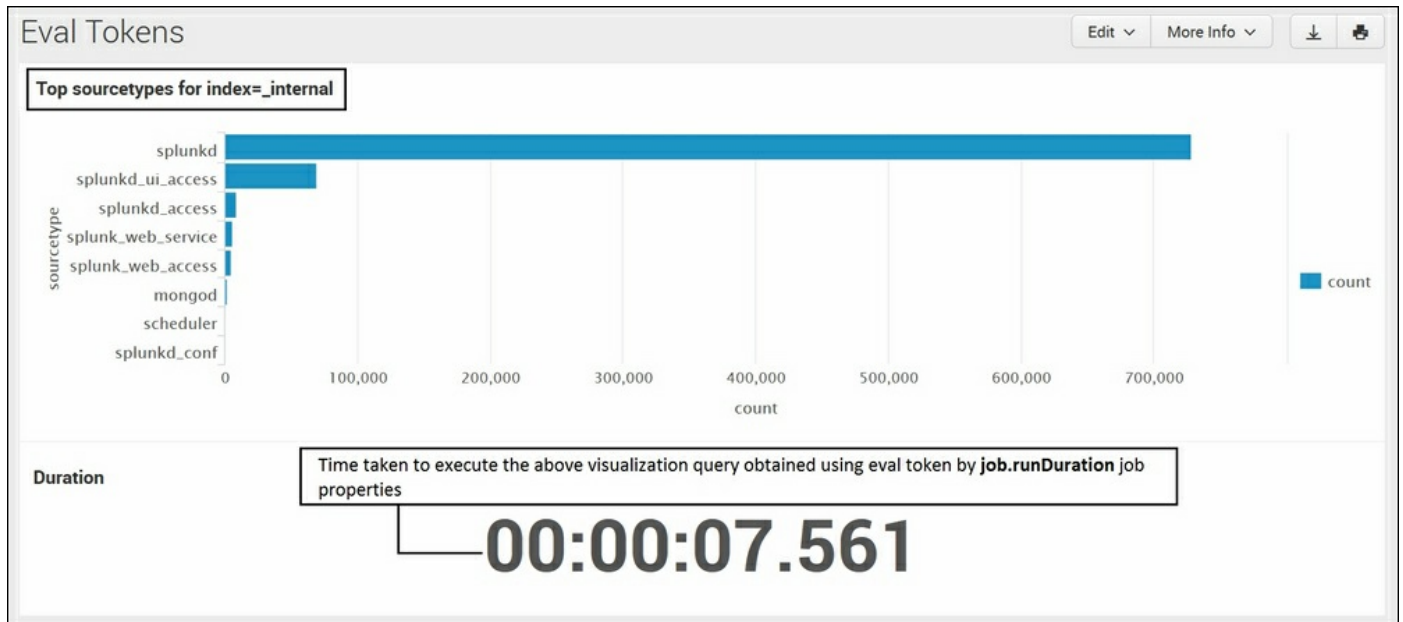 Eval Tokens
Edit
More Info
Top sourcetypes for index=_internal
splunkd
splunkd_ui_access
splunkd_access
splunk_web_service
splunk_web_access
mongod
scheduler
splunkd_conf
sourcetype
0 100,000 200,000 300,000 400,000 500,000 600,000 700,000
count
count
Duration
Time taken to execute the above visualization query obtained using eval token by job.runDuration job
properties
00:00:07.561